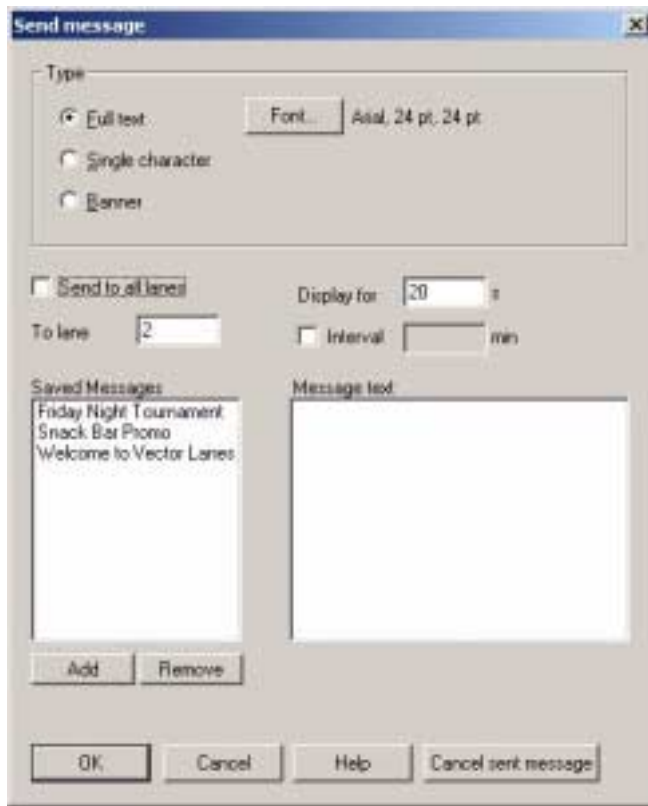 Send message
Type
Full text
Font...
Arial, 24 pt, 24 pt
Single character
Banner
Send to all lanes
Display for 20 s
To lane 2
Interval min
Saved Messages
Message text
Friday Night Tournament
Snack Bar Promo
Welcome to Vector Lanes
Add Remove
OK Cancel Help Cancel sent message